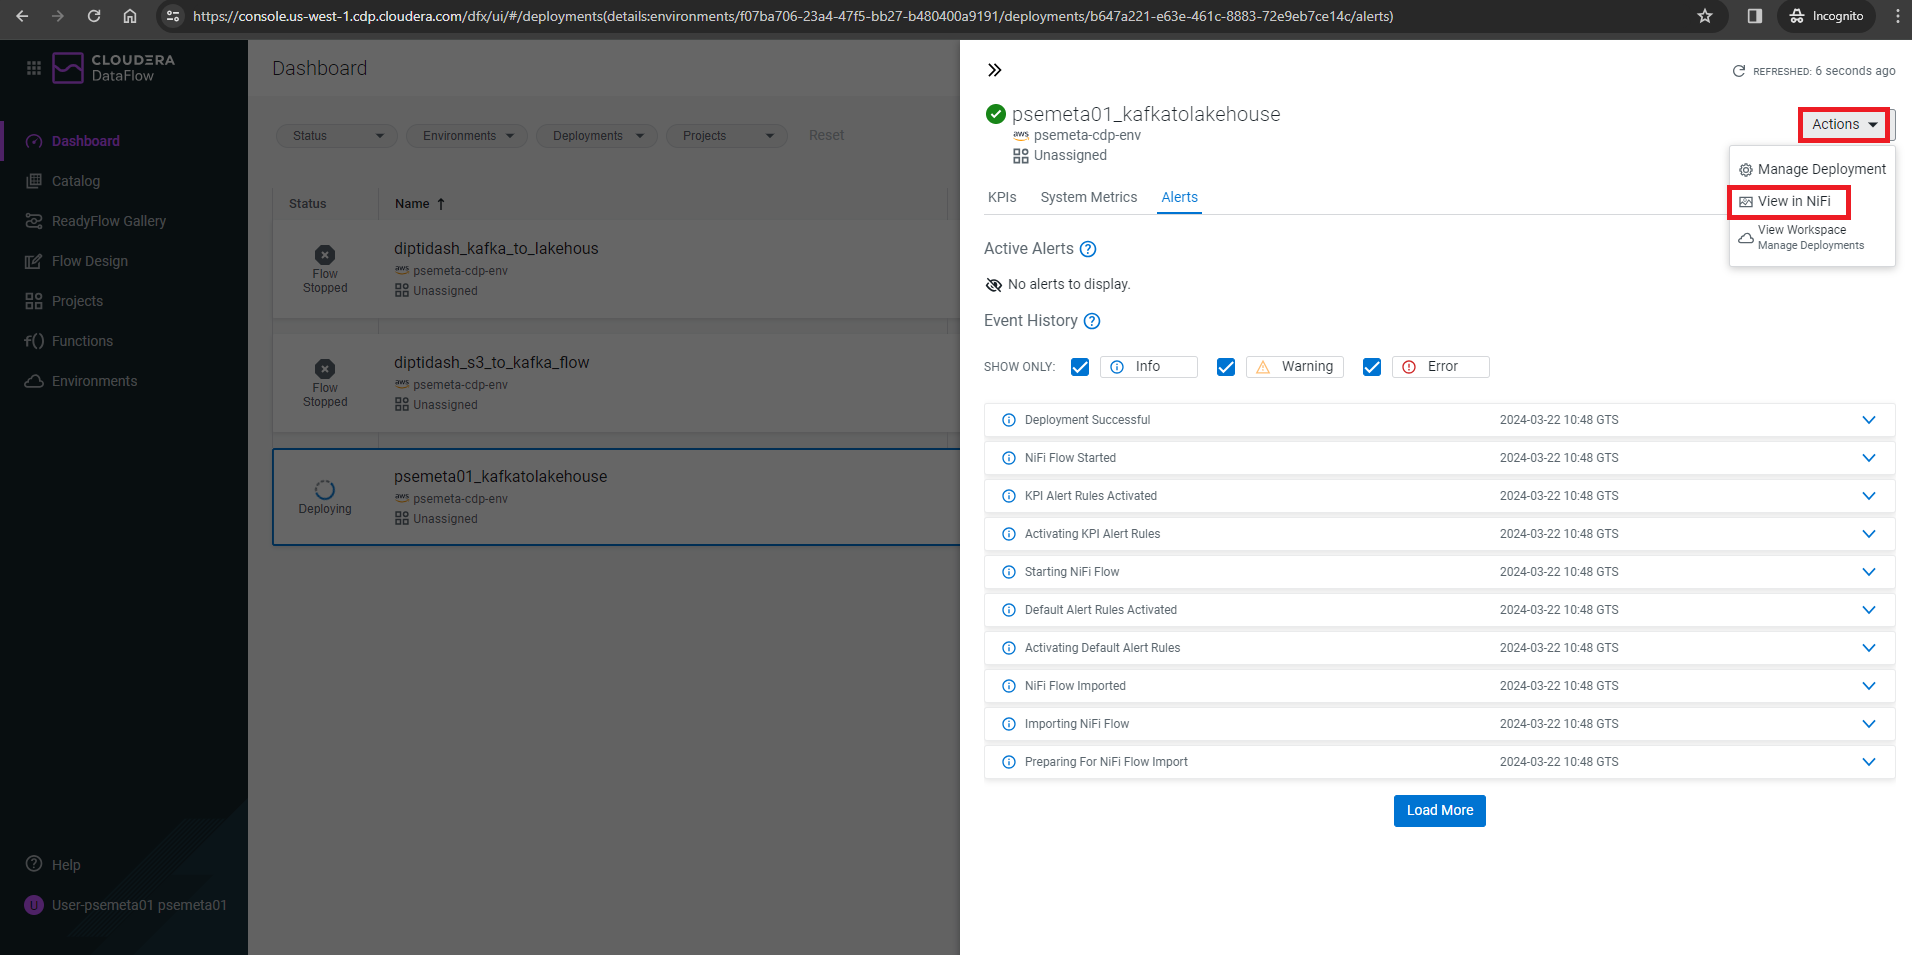 https://console.us-west-1.cdp.cloudera.com/dfx/ui/#/deployments(details:environments/f07ba706-23a4-47f5-bb27-b480400a9191/deployments/b647a221-e63e-461c-8883-72e9eb7ce14c/alerts)
Incognito
CLOUDERA
DataFlow
Dashboard
Catalog
ReadyFlow Gallery
Flow Design
Projects
Functions
Environments
Help
U
User-psemeta01 psemeta01
Dashboard
Status
Environments
Deployments
Projects
Reset
Status
Name
Flow
Stopped
diptidash_kafka_to_lakehous
aws psemeta-cdp-env
Unassigned
Flow
Stopped
diptidash_s3_to_kafka_flow
aws psemeta-cdp-env
Unassigned
Deploying
psemeta01_kafkatolakehouse
aws psemeta-cdp-env
Unassigned
REFRESHED: 6 seconds ago
psemeta01_kafkatolakehouse
aws psemeta-cdp-env
Unassigned
Actions
Manage Deployment
View in NiFi
View Workspace
Manage Deployments
KPIs
System Metrics
Alerts
Active Alerts ?
No alerts to display.
Event History ?
SHOW ONLY:
Info
Warning
Error
Deployment Successful 2024-03-22 10:48 GTS
NiFi Flow Started 2024-03-22 10:48 GTS
KPI Alert Rules Activated 2024-03-22 10:48 GTS
Activating KPI Alert Rules 2024-03-22 10:48 GTS
Starting NiFi Flow 2024-03-22 10:48 GTS
Default Alert Rules Activated 2024-03-22 10:48 GTS
Activating Default Alert Rules 2024-03-22 10:48 GTS
NiFi Flow Imported 2024-03-22 10:48 GTS
Importing NiFi Flow 2024-03-22 10:48 GTS
Preparing For NiFi Flow Import 2024-03-22 10:48 GTS
Load More